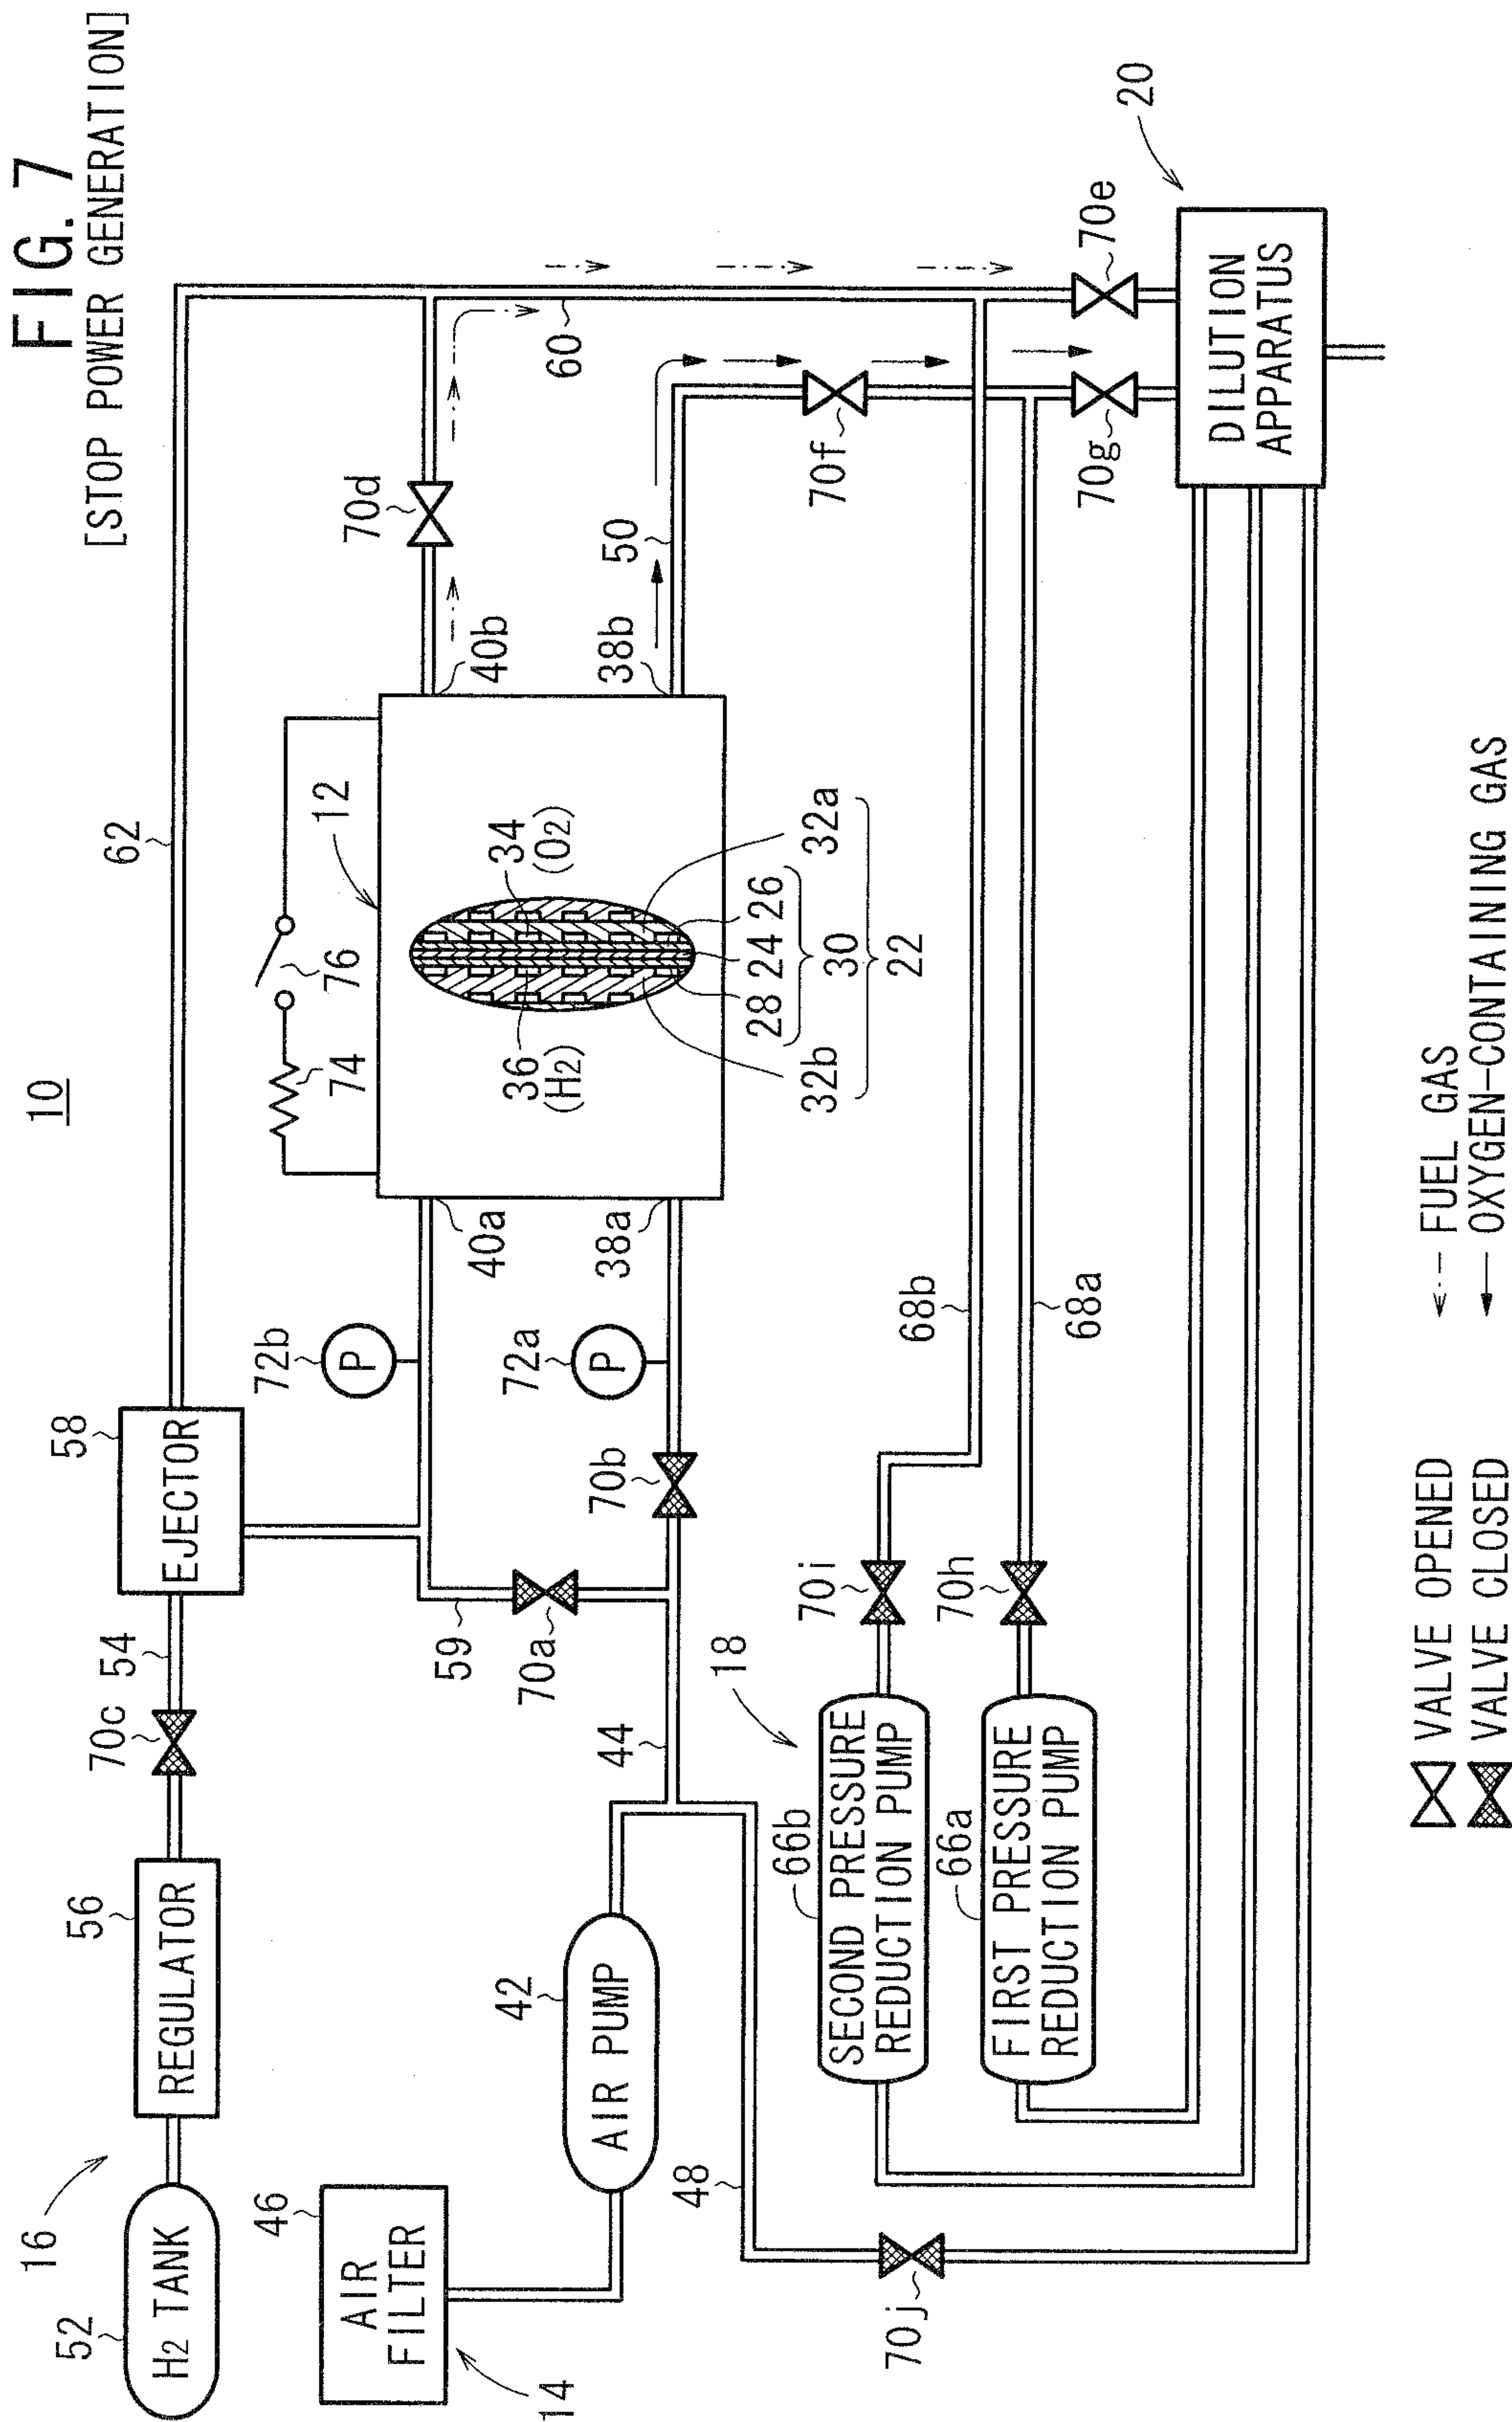 FIG. 7
[STOP POWER GENERATION]
10
62
58
EJECTOR
54
70c
56
REGULATOR
16
52
H2 TANK
12
76
74
72b
P
40a
40b
70d
34
(O2)
36
(H2)
60
50
38b
38a
72a
P
70b
59
70a
44
42
AIR PUMP
46
AIR
FILTER
14
32b
28
24
26
32a
30
22
70f
70e
70g
20
DILUTION
APPARATUS
68b
68a
70i
70h
18
66b
SECOND PRESSURE
REDUCTION PUMP
66a
FIRST PRESSURE
REDUCTION PUMP
48
70j
VALVE OPENED
VALVE CLOSED
FUEL GAS
OXYGEN-CONTAINING GAS